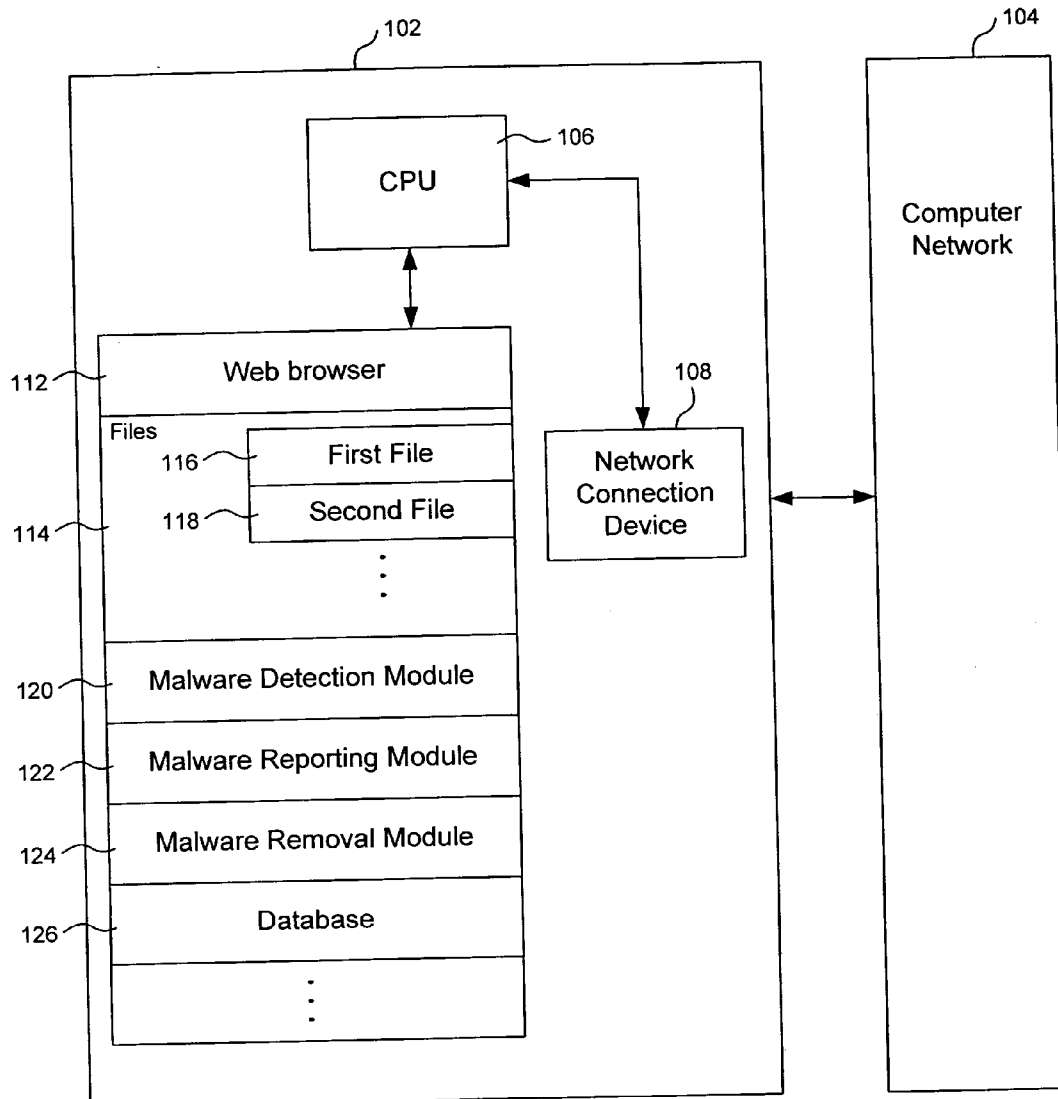 102
104
106
CPU
Computer
Network
112
Web browser
108
Files
116
First File
Network
Connection
Device
118
Second File
114
120
Malware Detection Module
122
Malware Reporting Module
124
Malware Removal Module
126
Database